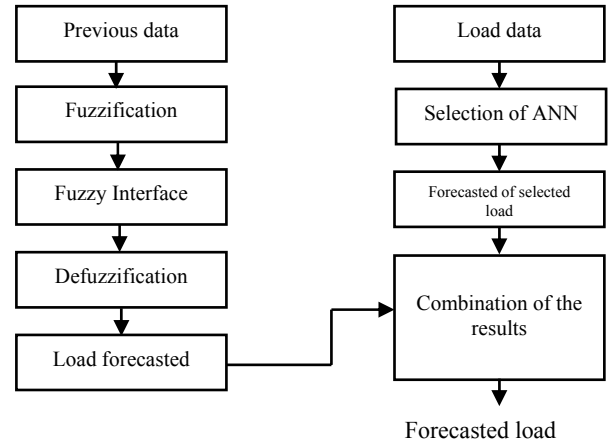 Previous data
Fuzzification
Fuzzy Interface
Defuzzification
Load forecasted
Load data
Selection of ANN
Forecasted of selected
load
Combination of the
results
Forecasted load